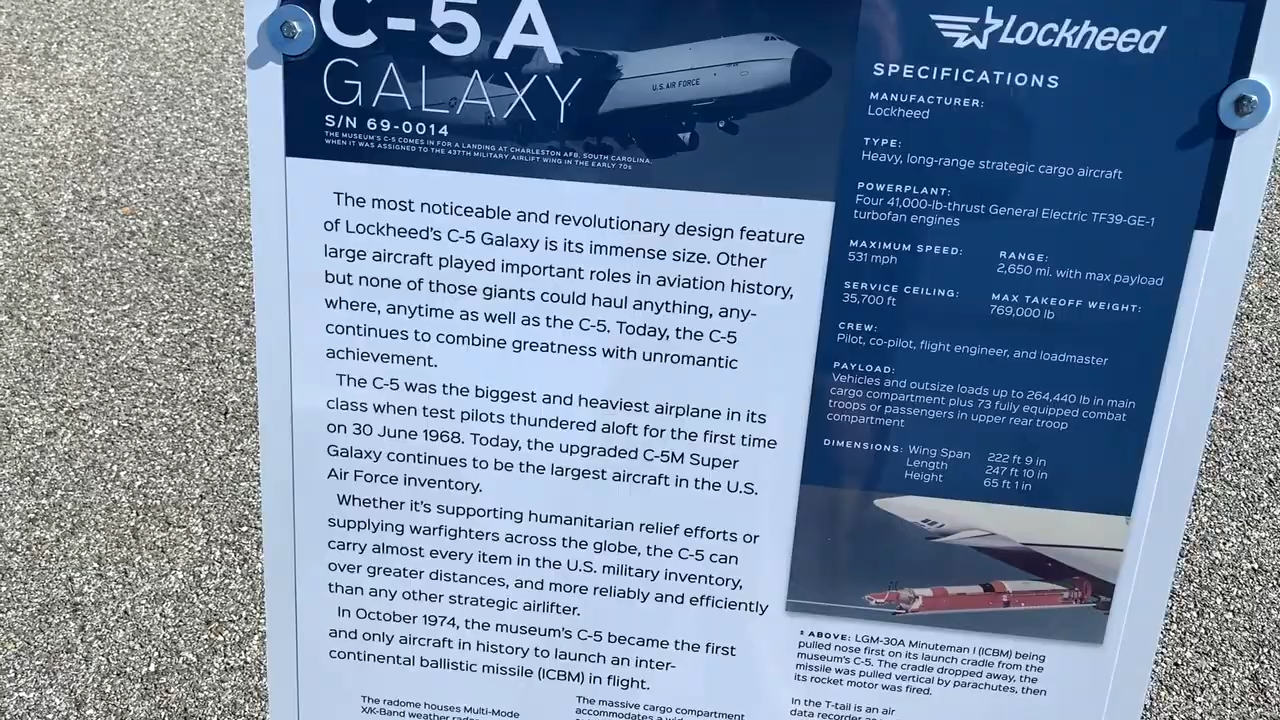 C-5A
GALAXY
S/N 69-0014
THE MUSEUM'S C-5 COMES IN FOR A LANDING AT CHARLESTON AFB, SOUTH CAROLINA,
WHEN IT WAS ASSIGNED TO THE 437TH MILITARY AIRLIFT WING IN THE EARLY 70s
U.S. AIR FORCE
The most noticeable and revolutionary design feature
of Lockheed's C-5 Galaxy is its immense size. Other
large aircraft played important roles in aviation history,
but none of those giants could haul anything, any-
where, anytime as well as the C-5. Today, the C-5
continues to combine greatness with unromantic
achievement.
The C-5 was the biggest and heaviest airplane in its
class when test pilots thundered aloft for the first time
on 30 June 1968. Today, the upgraded C-5M Super
Galaxy continues to be the largest aircraft in the U.S.
Air Force inventory.
Whether it's supporting humanitarian relief efforts or
supplying warfighters across the globe, the C-5 can
carry almost every item in the U.S. military inventory,
over greater distances, and more reliably and efficiently
than any other strategic airlifter.
In October 1974, the museum's C-5 became the first
and only aircraft in history to launch an inter-
continental ballistic missile (ICBM) in flight.
The radome houses Multi-Mode
X/K-Band weather radar
The massive cargo compartment
accommodates a
Lockheed
SPECIFICATIONS
MANUFACTURER:
Lockheed
TYPE:
Heavy, long-range strategic cargo aircraft
POWERPLANT:
Four 41,000-lb-thrust General Electric TF39-GE-1
turbofan engines
MAXIMUM SPEED:
531 mph
RANGE:
2,650 mi. with max payload
SERVICE CEILING:
35,700 ft
MAX TAKEOFF WEIGHT:
769,000 lb
CREW:
Pilot, co-pilot, flight engineer, and loadmaster
PAYLOAD:
Vehicles and outsize loads up to 264,440 lb in main
cargo compartment plus 73 fully equipped combat
troops or passengers in upper rear troop
compartment
DIMENSIONS: Wing Span 222 ft 9 in
Length 247 ft 10 in
Height 65 ft 1 in
ABOVE: LGM-30A Minuteman I (ICBM) being
pulled nose first on its launch cradle from the
museum's C-5. The cradle dropped away, the
missile was pulled vertical by parachutes, then
its rocket motor was fired.
In the T-tail is an air
data recorder